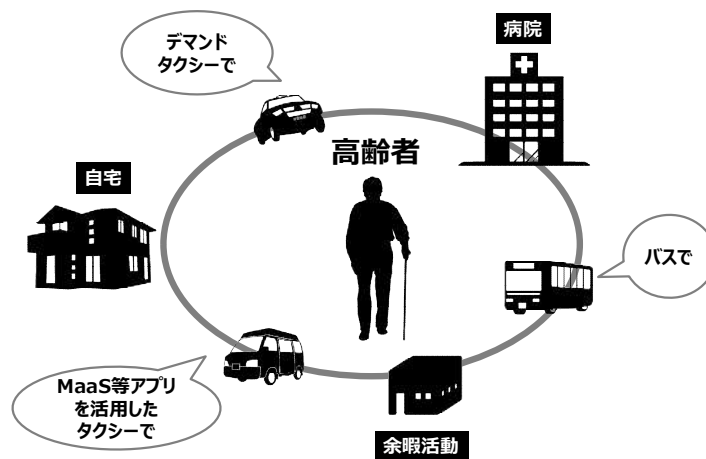 デマンド
タクシーで
病院
高齢者
自宅
バスで
MaaS等アプリ
を活用した
タクシーで
余暇活動